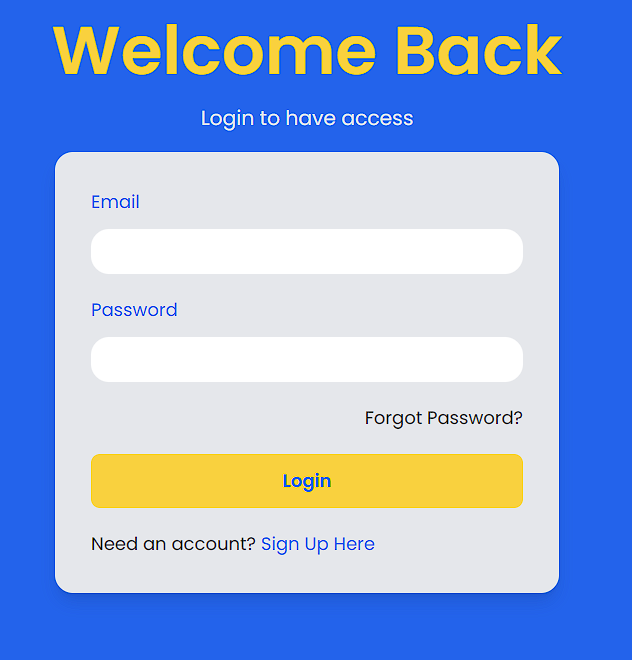 Welcome Back
Login to have access
Email
Password
Forgot Password?
Login
Need an account? Sign Up Here